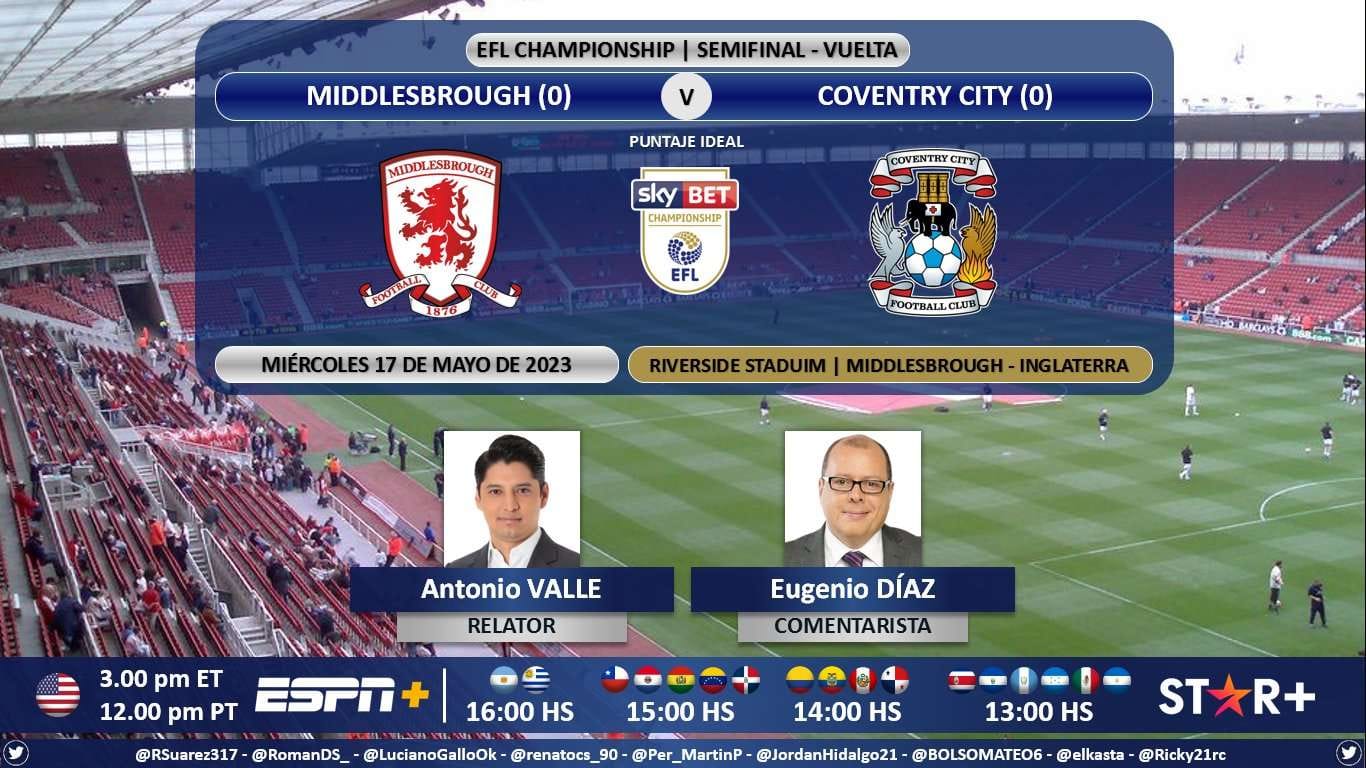 EFL CHAMPIONSHIP | SEMIFINAL - VUELTA
MIDDLESBROUGH (0) V COVENTRY CITY (0)
PUNTAJE IDEAL
MIDDLESBROUGH
FOOTBALL CLUB
1876
sky BET
CHAMPIONSHIP
EFL
COVENTRY CITY
FOOTBALL CLUB
MIÉRCOLES 17 DE MAYO DE 2023
RIVERSIDE STADUIM | MIDDLESBROUGH - INGLATERRA
BARCLAYS
888.com
Antonio VALLE
RELATOR
Eugenio DÍAZ
COMENTARISTA
3.00 pm ET
12.00 pm PT
ESPN+
16:00 HS
15:00 HS
14:00 HS
13:00 HS
STAR+
@RSuarez317 - @RomanDS_ - @LucianoGalloOk - @renatocs_90 - @Per_MartinP - @JordanHidalgo21 - @BOLSOMATEO6 - @elkasta - @Ricky21rc